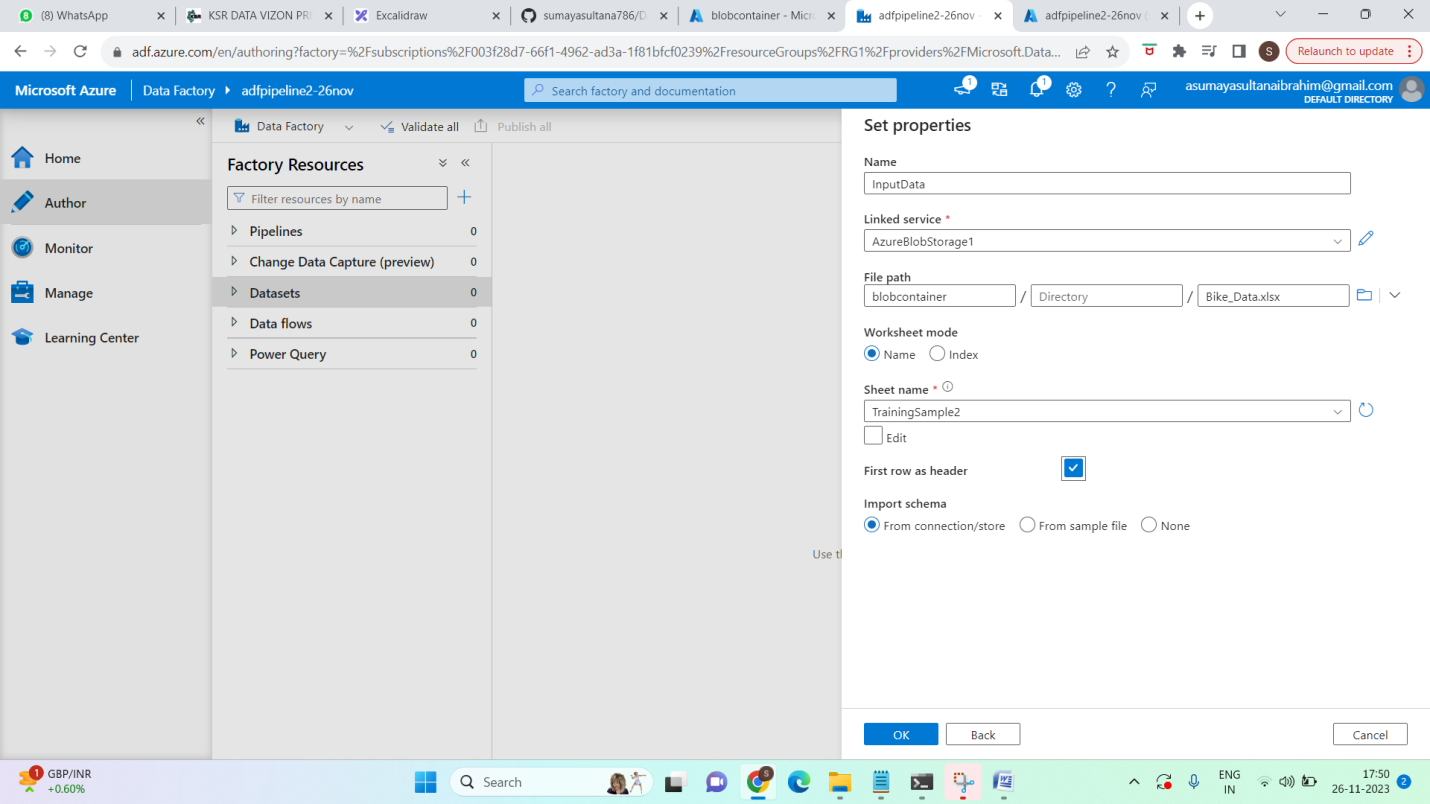 (8) WhatsApp
KSR DATA VIZON PR
Excalidraw
sumayasultana786/D
blobcontainer - Micro
adfpipeline2-26nov -
adfpipeline2-26nov (
adf.azure.com/en/authoring?factory=%2Fsubscriptions%2F003f28d7-66f1-4962-ad3a-1f81bfcf0239%2FresourceGroups%2FRG1%2Fproviders%2FMicrosoft.Data...
S
Relaunch to update
Microsoft Azure
Data Factory
adfpipeline2-26nov
Search factory and documentation
1
1
asumayasultanaibrahim@gmail.com
DEFAULT DIRECTORY
Home
Author
Monitor
Manage
Learning Center
Data Factory
Validate all
Publish all
Factory Resources
Filter resources by name
Pipelines 0
Change Data Capture (preview) 0
Datasets 0
Data flows 0
Power Query 0
Use th
Set properties
Name
InputData
Linked service *
AzureBlobStorage1
File path
blobcontainer / Directory / Bike_Data.xlsx
Worksheet mode
Name Index
Sheet name *
TrainingSample2
Edit
First row as header
Import schema
From connection/store From sample file None
OK Back Cancel
1
GBP/INR
+0.60%
Search
S
ENG
IN
17:50
26-11-2023
2